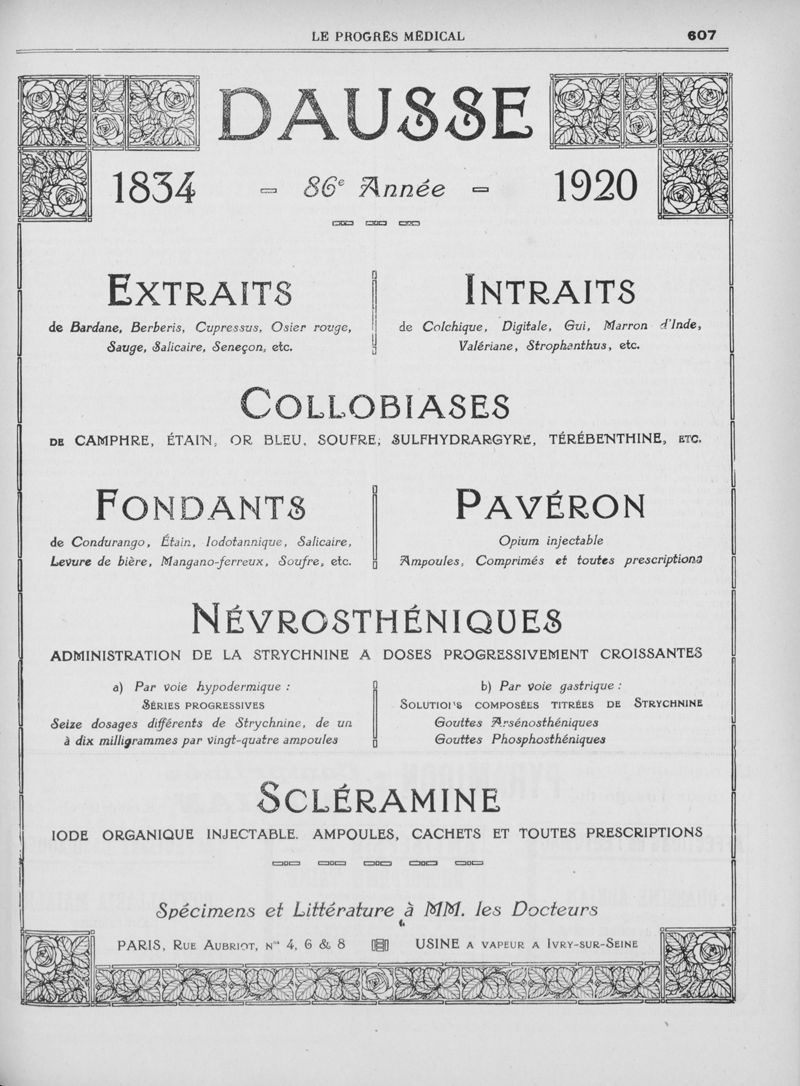 LE PROGRÈS MÉDICAL 607
DAUSSE
1834 – 86e Année – 1920
EXTRAITS
de Bardane, Berberis, Cupressus, Osier rouge,
Sauge, Salicaire, Seneçon, etc.
INTRAITS
de Colchique, Digitale, Gui, Marron d'Inde,
Valériane, Strophanthus, etc.
COLLOBIASES
DE CAMPHRE, ÉTAIN, OR BLEU, SOUFRE, SULFHYDRARGYRE, TÉRÉBENTHINE, ETC.
FONDANTS
de Condurango, Étain, Iodotannique, Salicaire,
Levure de bière, Mangano-ferreux, Soufre, etc.
PAVÉRON
Opium injectable
Ampoules, Comprimés et toutes prescriptions
NÉVROSTHÉNIQUES
ADMINISTRATION DE LA STRYCHNINE A DOSES PROGRESSIVEMENT CROISSANTES
a) Par voie hypodermique :
SÉRIES PROGRESSIVES
Seize dosages différents de Strychnine, de un
à dix milligrammes par vingt-quatre ampoules
b) Par voie gastrique :
SOLUTIONS COMPOSÉES TITRÉES DE STRYCHNINE
Gouttes Arsénosthéniques
Gouttes Phosphosthéniques
SCLÉRAMINE
IODE ORGANIQUE INJECTABLE. AMPOULES, CACHETS ET TOUTES PRESCRIPTIONS
Spécimens et Littérature à MM. les Docteurs
PARIS, RUE AUBRIOT, Nos 4, 6 & 8 USINE A VAPEUR A IVRY-SUR-SEINE